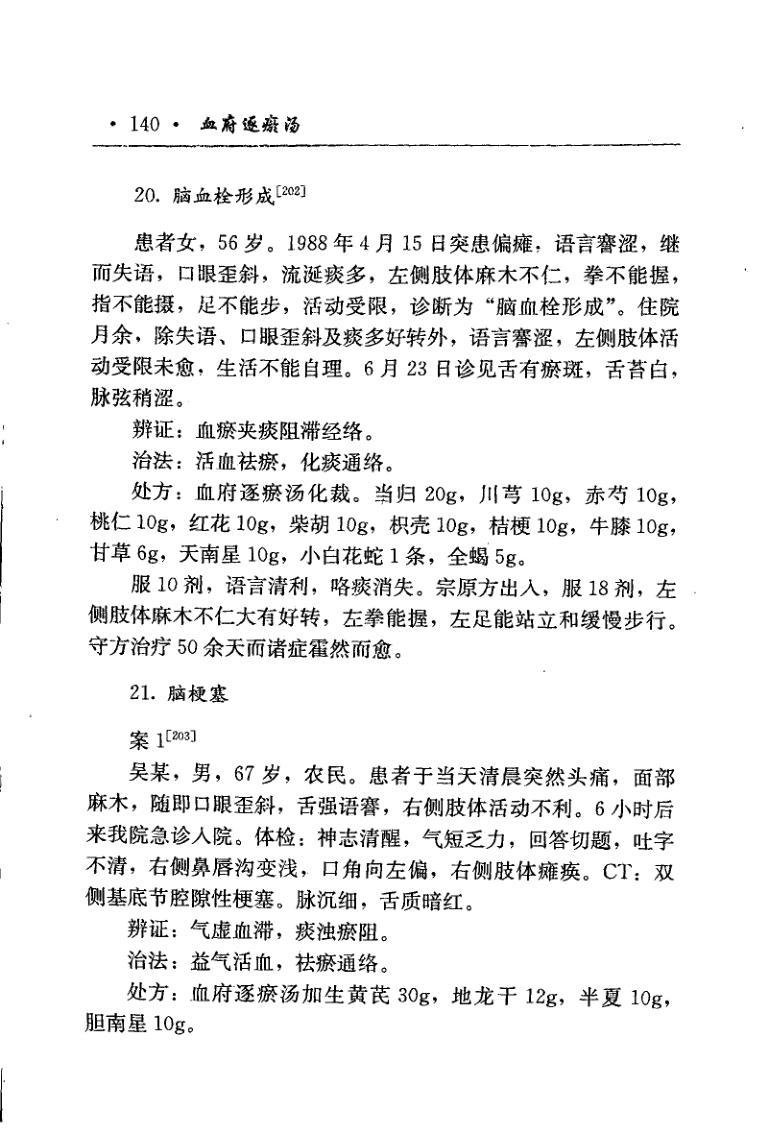 · 140 · 血府逐瘀汤
20. 脑血栓形成[202]
患者女，56 岁。1988 年 4 月 15 日突患偏瘫，语言謇涩，继
而失语，口眼歪斜，流涎痰多，左侧肢体麻木不仁，拳不能握，
指不能摄，足不能步，活动受限，诊断为“脑血栓形成”。住院
月余，除失语、口眼歪斜及痰多好转外，语言謇涩，左侧肢体活
动受限未愈，生活不能自理。6 月 23 日诊见舌有瘀斑，舌苔白，
脉弦稍涩。
辨证：血瘀夹痰阻滞经络。
治法：活血祛瘀，化痰通络。
处方：血府逐瘀汤化裁。当归 20g，川芎 10g，赤芍 10g，
桃仁 10g，红花 10g，柴胡 10g，枳壳 10g，桔梗 10g，牛膝 10g，
甘草 6g，天南星 10g，小白花蛇 1 条，全蝎 5g。
服 10 剂，语言清利，咯痰消失。宗原方出入，服 18 剂，左
侧肢体麻木不仁大有好转，左拳能握，左足能站立和缓慢步行。
守方治疗 50 余天而诸症霍然而愈。
21. 脑梗塞
案 1[203]
吴某，男，67 岁，农民。患者于当天清晨突然头痛，面部
麻木，随即口眼歪斜，舌强语謇，右侧肢体活动不利。6 小时后
来我院急诊入院。体检：神志清醒，气短乏力，回答切题，吐字
不清，右侧鼻唇沟变浅，口角向左偏，右侧肢体瘫痪。CT：双
侧基底节腔隙性梗塞。脉沉细，舌质暗红。
辨证：气虚血滞，痰浊瘀阻。
治法：益气活血，祛瘀通络。
处方：血府逐瘀汤加生黄芪 30g，地龙干 12g，半夏 10g，
胆南星 10g。